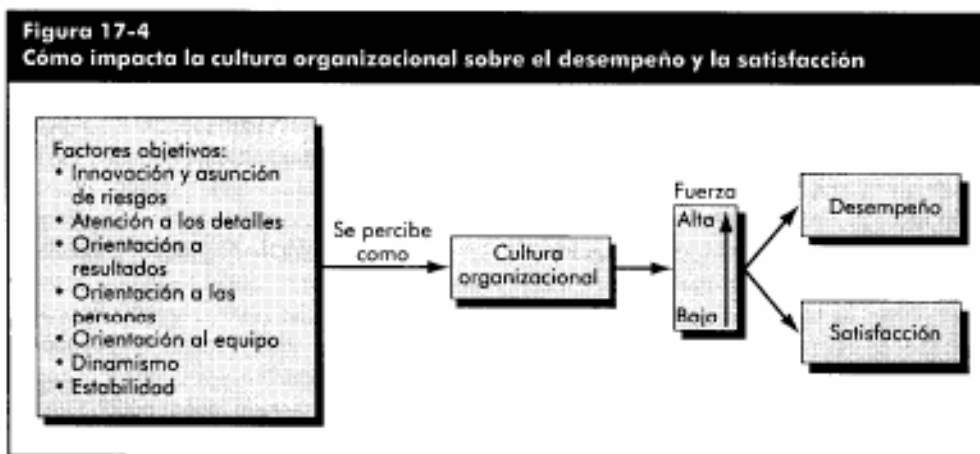 Figura 17-4
Cómo impacta la cultura organizacional sobre el desempeño y la satisfacción
Factores objetivos:
• Innovación y asunción
de riesgos
• Atención a los detalles
• Orientación a
resultados
• Orientación a las
personas
• Orientación al equipo
• Dinamismo
• Estabilidad
Se percibe
como
Cultura
organizacional
Fuerza
Alta
Baja
Desempeño
Satisfacción